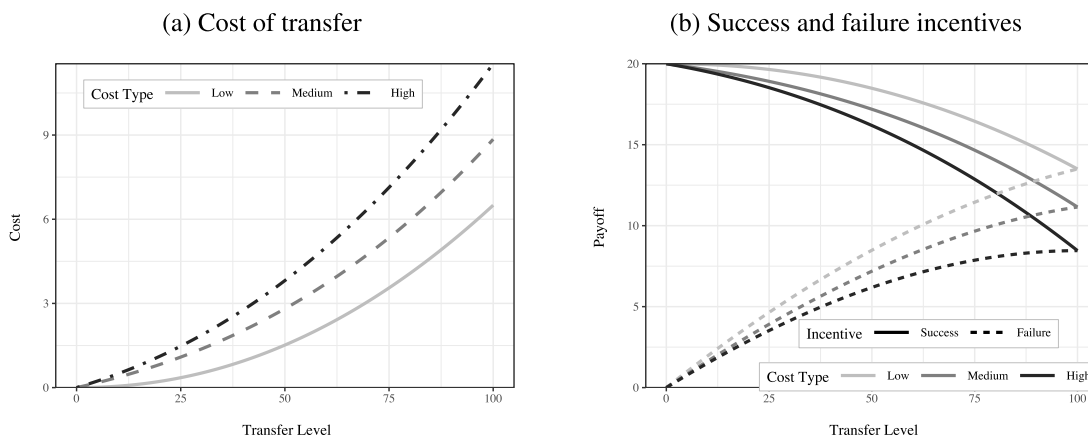 (a) Cost of transfer
(b) Success and failure incentives
Cost Type Low Medium High
9
6
3
0
Cost
0 25 50 75 100
Transfer Level
20
15
10
5
0
Payoff
Incentive Success Failure
Cost Type Low Medium High
0 25 50 75 100
Transfer Level